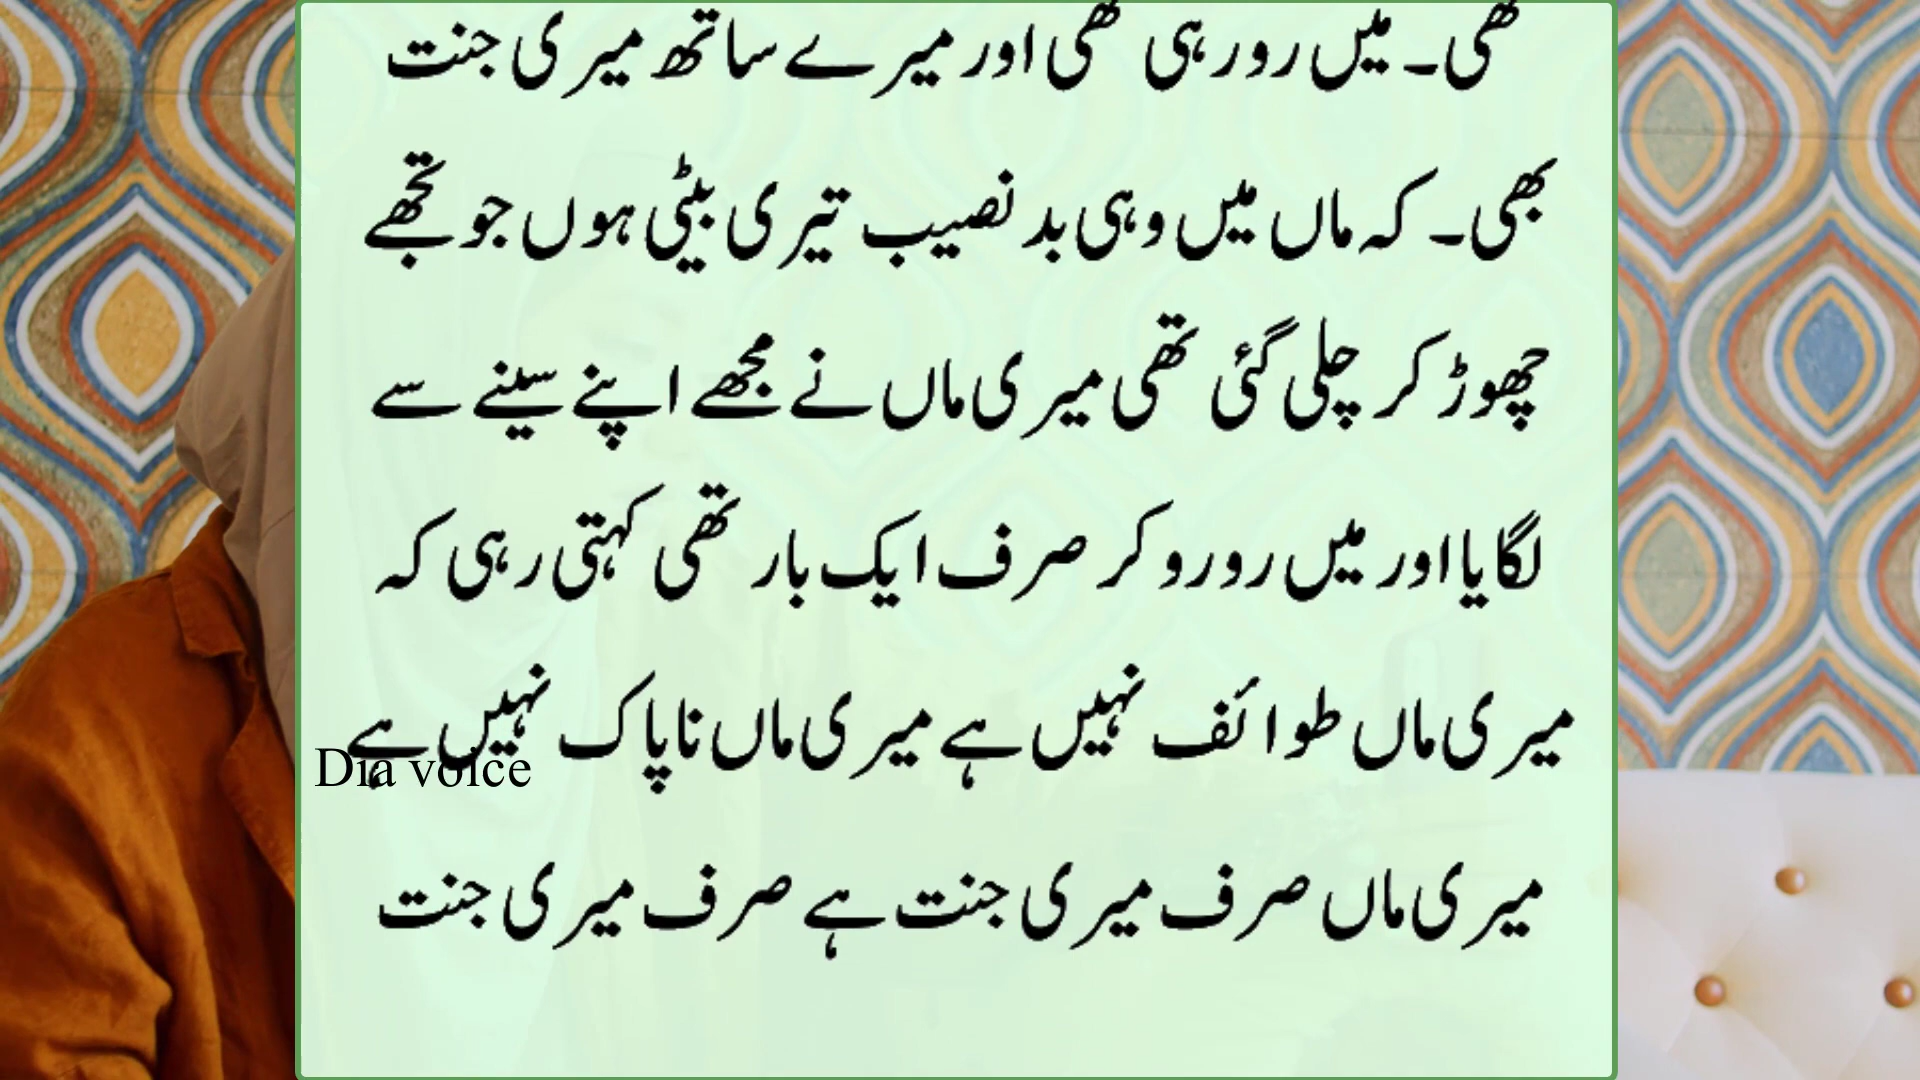 تھی۔ میں رو رہی تھی اور میرے ساتھ میری جنت
بھی۔ کہ ماں میں وہی بد نصیب تیری بیٹی ہوں جو تجھے
چھوڑ کر چلی گئی تھی میری ماں نے مجھے اپنے سینے سے
لگایا اور میں رو رو کر صرف ایک بار تھی کہتی رہی کہ
میری ماں طوائف نہیں ہے میری ماں ناپاک نہیں ہے
Dia voice
میری ماں صرف میری جنت ہے صرف میری جنت